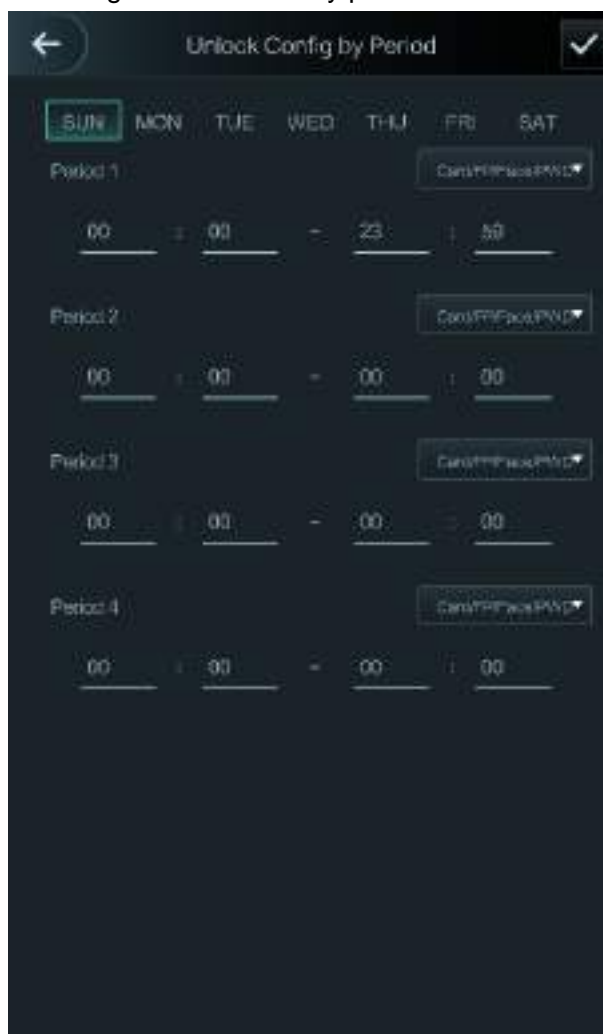 Unlock Config by Period
SUN MON TUE WED THU FRI SAT
Period 1
00 : 00 - 23 : 59
Period 2
00 : 00 - 00 : 00
Period 3
00 : 00 - 00 : 00
Period 4
00 : 00 - 00 : 00